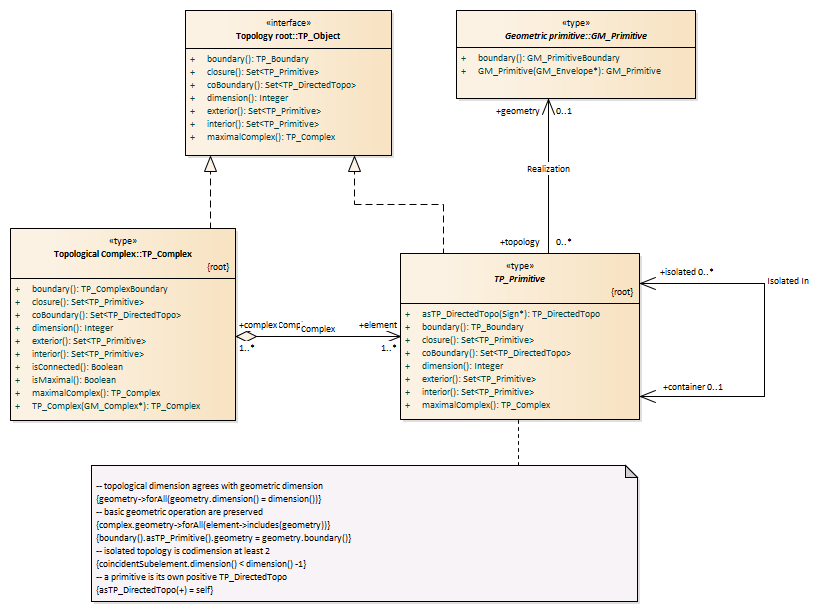 «interface»
Topology root::TP_Object
+ boundary(): TP_Boundary
+ closure(): Set<TP_Primitive>
+ coBoundary(): Set<TP_DirectedTopo>
+ dimension(): Integer
+ exterior(): Set<TP_Primitive>
+ interior(): Set<TP_Primitive>
+ maximalComplex(): TP_Complex
«type»
Geometric primitive::GM_Primitive
+ boundary(): GM_PrimitiveBoundary
+ GM_Primitive(GM_Envelope*): GM_Primitive
+geometry
0..1
Realization
+topology
0..*
«type»
Topological Complex::TP_Complex
{root}
+ boundary(): TP_ComplexBoundary
+ closure(): Set<TP_Primitive>
+ coBoundary(): Set<TP_DirectedTopo>
+ dimension(): Integer
+ exterior(): Set<TP_Primitive>
+ interior(): Set<TP_Primitive>
+ isConnected(): Boolean
+ isMaximal(): Boolean
+ maximalComplex(): TP_Complex
+ TP_Complex(GM_Complex*): TP_Complex
+complex
Complex
+element
1..*
1..*
«type»
TP_Primitive
{root}
+ asTP_DirectedTopo(Sign*): TP_DirectedTopo
+ boundary(): TP_Boundary
+ closure(): Set<TP_Primitive>
+ coBoundary(): Set<TP_DirectedTopo>
+ dimension(): Integer
+ exterior(): Set<TP_Primitive>
+ interior(): Set<TP_Primitive>
+ maximalComplex(): TP_Complex
+isolated 0..*
Isolated In
+container 0..1
-- topological dimension agrees with geometric dimension
{geometry->forAll(geometry.dimension() = dimension())}
-- basic geometric operation are preserved
{complex.geometry->forAll(element->includes(geometry))}
{boundary().asTP_Primitive().geometry = geometry.boundary()}
-- isolated topology is codimension at least 2
{coincidentSubelement.dimension() < dimension() -1}
-- a primitive is its own positive TP_DirectedTopo
{asTP_DirectedTopo(+) = self}